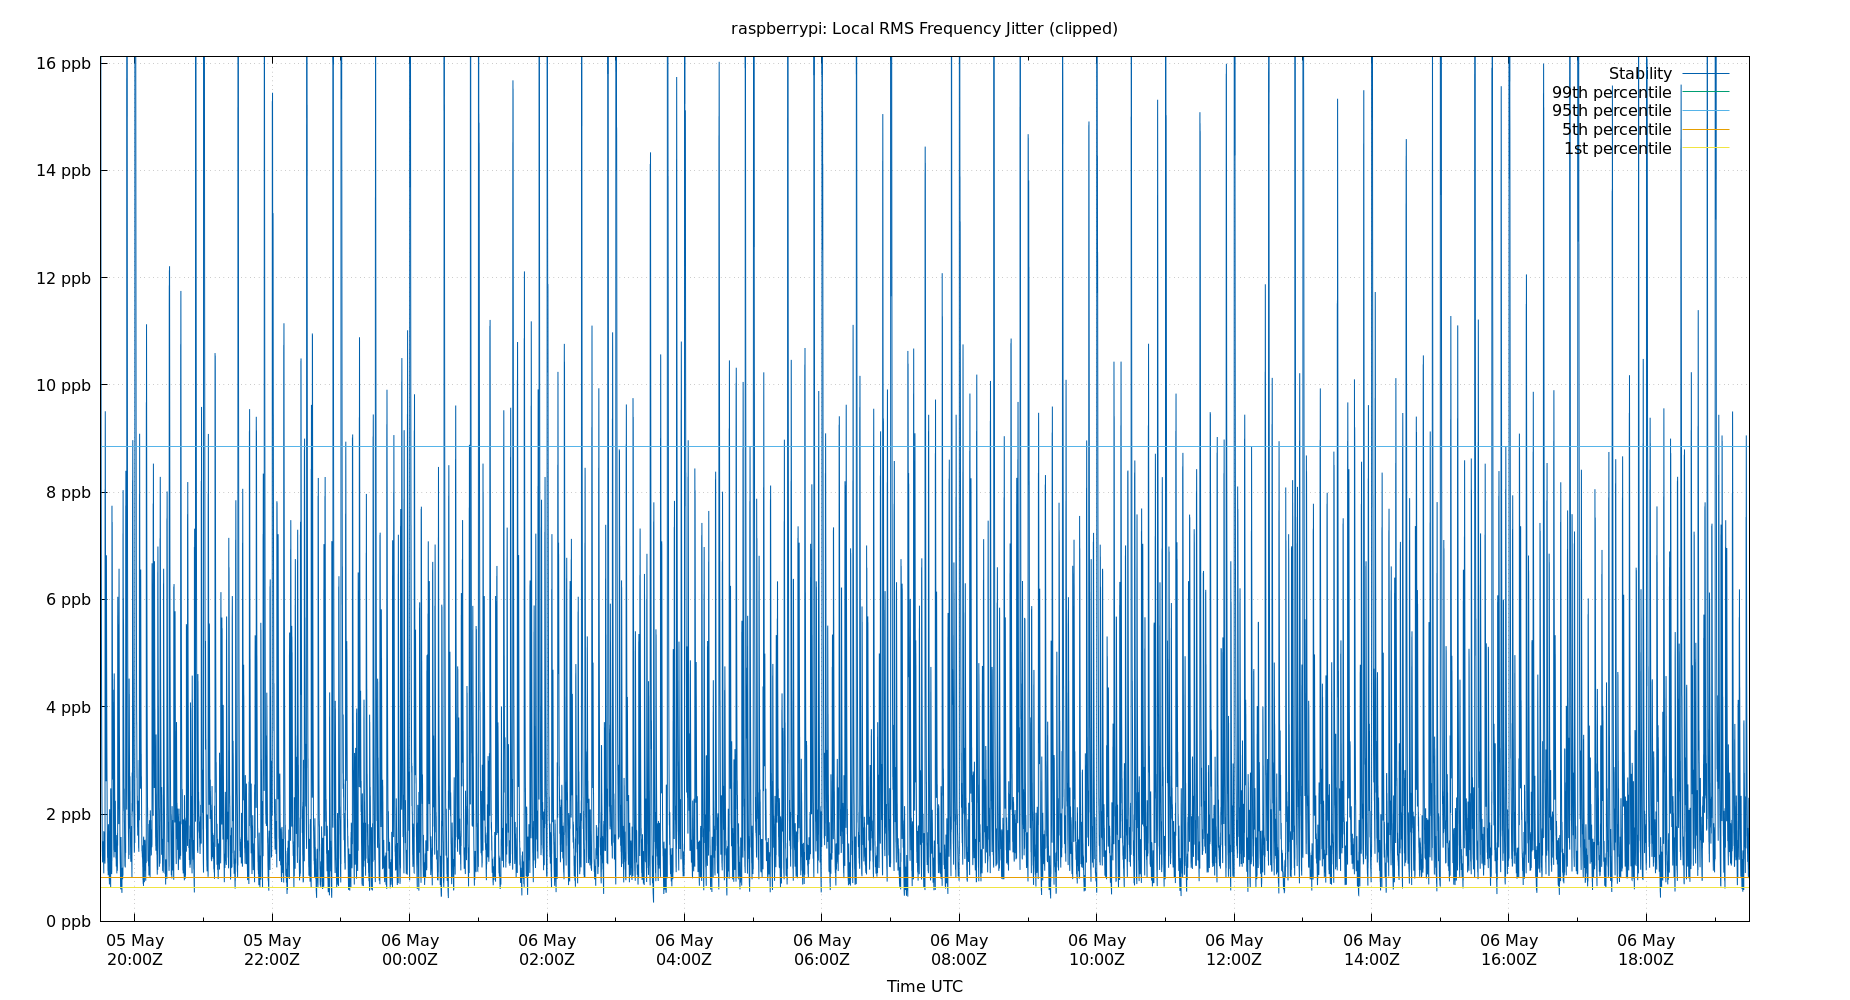 raspberrypi: Local RMS Frequency Jitter (clipped)
16 ppb
14 ppb
12 ppb
10 ppb
8 ppb
6 ppb
4 ppb
2 ppb
0 ppb
Stability
99th percentile
95th percentile
5th percentile
1st percentile
05 May 05 May 06 May 06 May 06 May 06 May 06 May 06 May 06 May 06 May 06 May 06 May
20:00Z 22:00Z 00:00Z 02:00Z 04:00Z 06:00Z 08:00Z 10:00Z 12:00Z 14:00Z 16:00Z 18:00Z
Time UTC